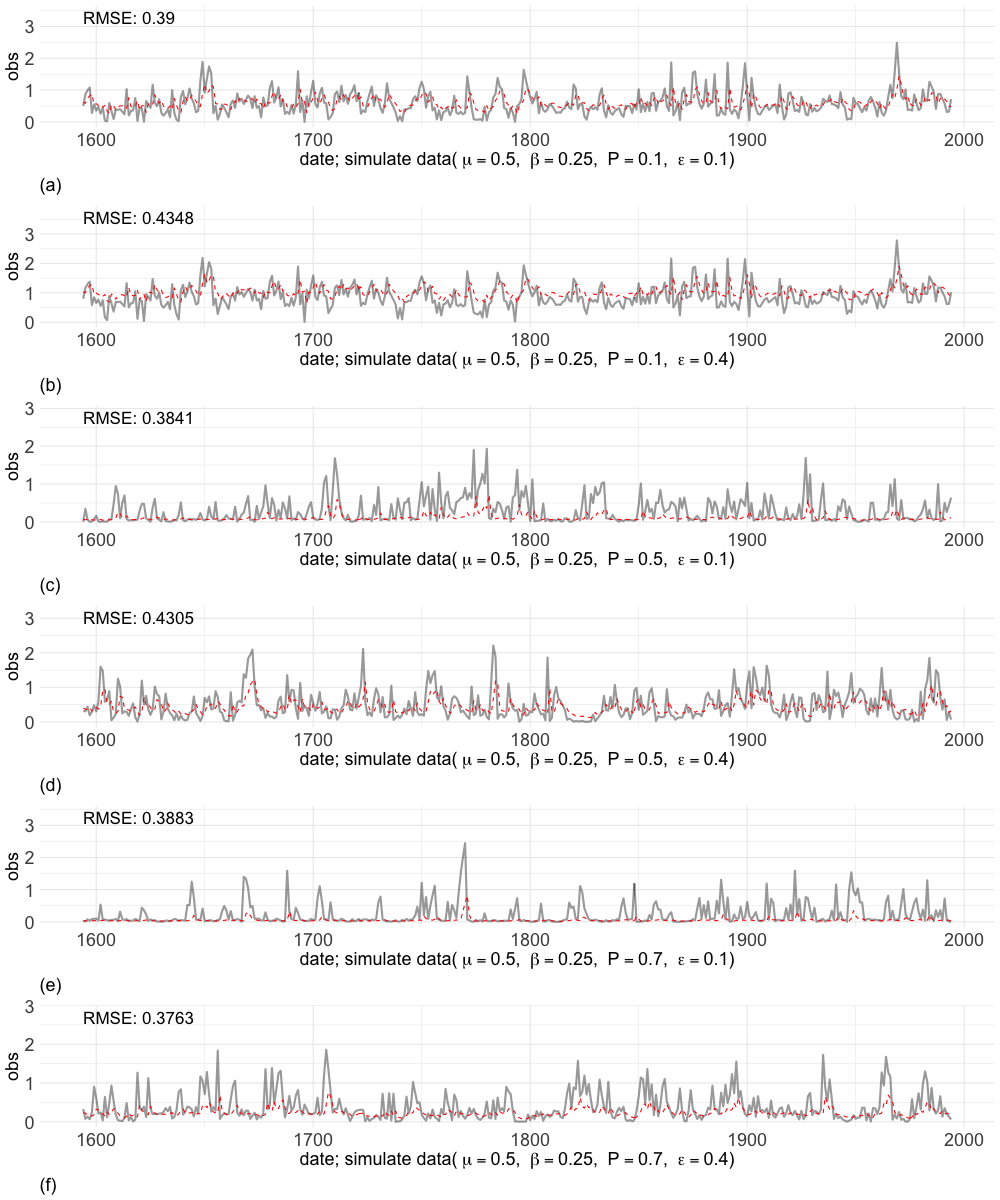 RMSE: 0.39
3
2
1
0
obs
1600 1700 1800 1900 2000
date; simulate data( μ = 0.5, β = 0.25, P = 0.1, ε = 0.1)
(a)
RMSE: 0.4348
3
2
1
0
obs
1600 1700 1800 1900 2000
date; simulate data( μ = 0.5, β = 0.25, P = 0.1, ε = 0.4)
(b)
3
RMSE: 0.3841
2
1
0
obs
1600 1700 1800 1900 2000
date; simulate data( μ = 0.5, β = 0.25, P = 0.5, ε = 0.1)
(c)
3
RMSE: 0.4305
2
1
0
obs
1600 1700 1800 1900 2000
date; simulate data( μ = 0.5, β = 0.25, P = 0.5, ε = 0.4)
(d)
RMSE: 0.3883
3
2
1
0
obs
1600 1700 1800 1900 2000
date; simulate data( μ = 0.5, β = 0.25, P = 0.7, ε = 0.1)
(e)
3
RMSE: 0.3763
2
1
0
obs
1600 1700 1800 1900 2000
date; simulate data( μ = 0.5, β = 0.25, P = 0.7, ε = 0.4)
(f)